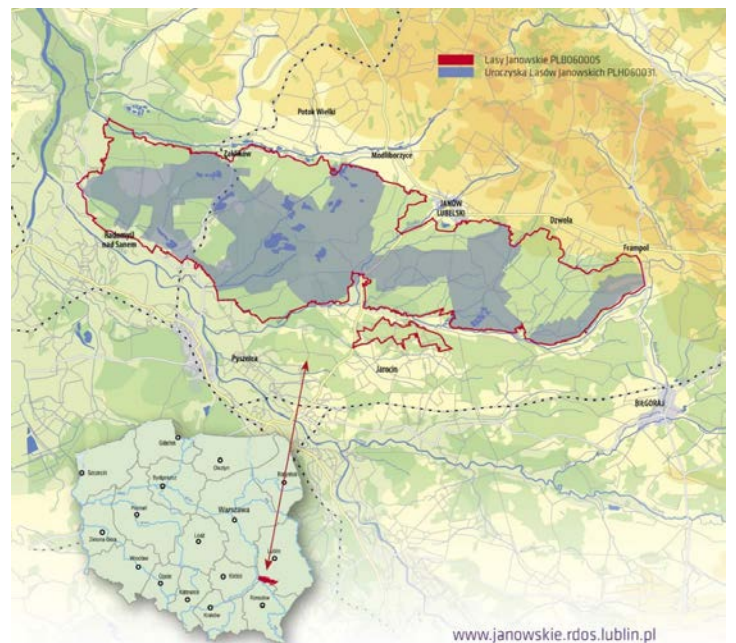 Lasy Janowskie PLB060005
Uroczyska Lasów Janowskich PLH060031.
Potok Wielki
Zaklików
Modliborzyce
JANÓW
LUBELSKI
Dzwola
Radomyśl
nad Sanem
Frampol
Pysznica
Jarocin
BIŁGORAJ
Gdańsk
Szczecin
Olsztyn
Bydgoszcz
Białystok
Poznań
Warszawa
Zielona Góra
Łódź
Wrocław
Lublin
Opole
Kielce
Katowice
Kraków
Rzeszów
www.janowskie.rdos.lublin.pl